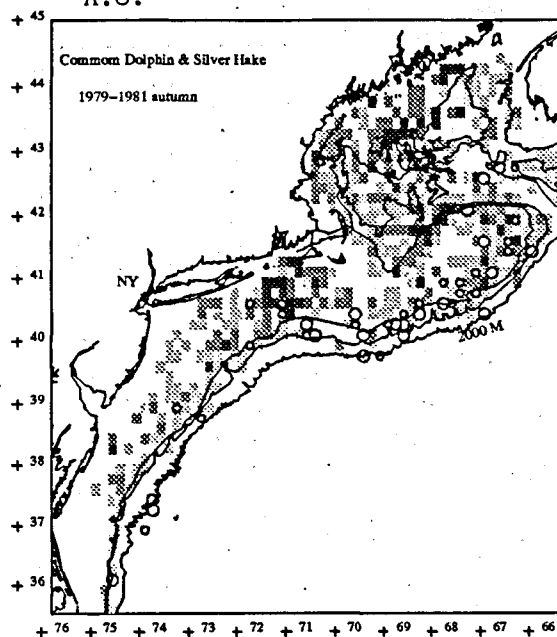 A.6.
+ 45
Commom Dolphin & Silver Hake
1979–1981 autumn
+ 44
+ 43
+ 42
+ 41
NY
+ 40
2000 M
+ 39
+ 38
+ 37
+ 36
+ 76 + 75 + 74 + 73 + 72 + 71 + 70 + 69 + 68 + 67 + 66